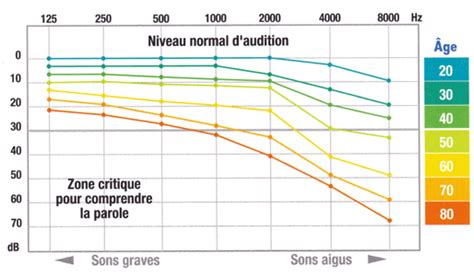 125 250 500 1000 2000 4000 8000 Hz
Niveau normal d'audition
Âge
0
10
20
30
40
50
60
70
dB
20
30
40
50
60
70
80
Zone critique
pour comprendre
la parole
◄ Sons graves
Sons aigus ►